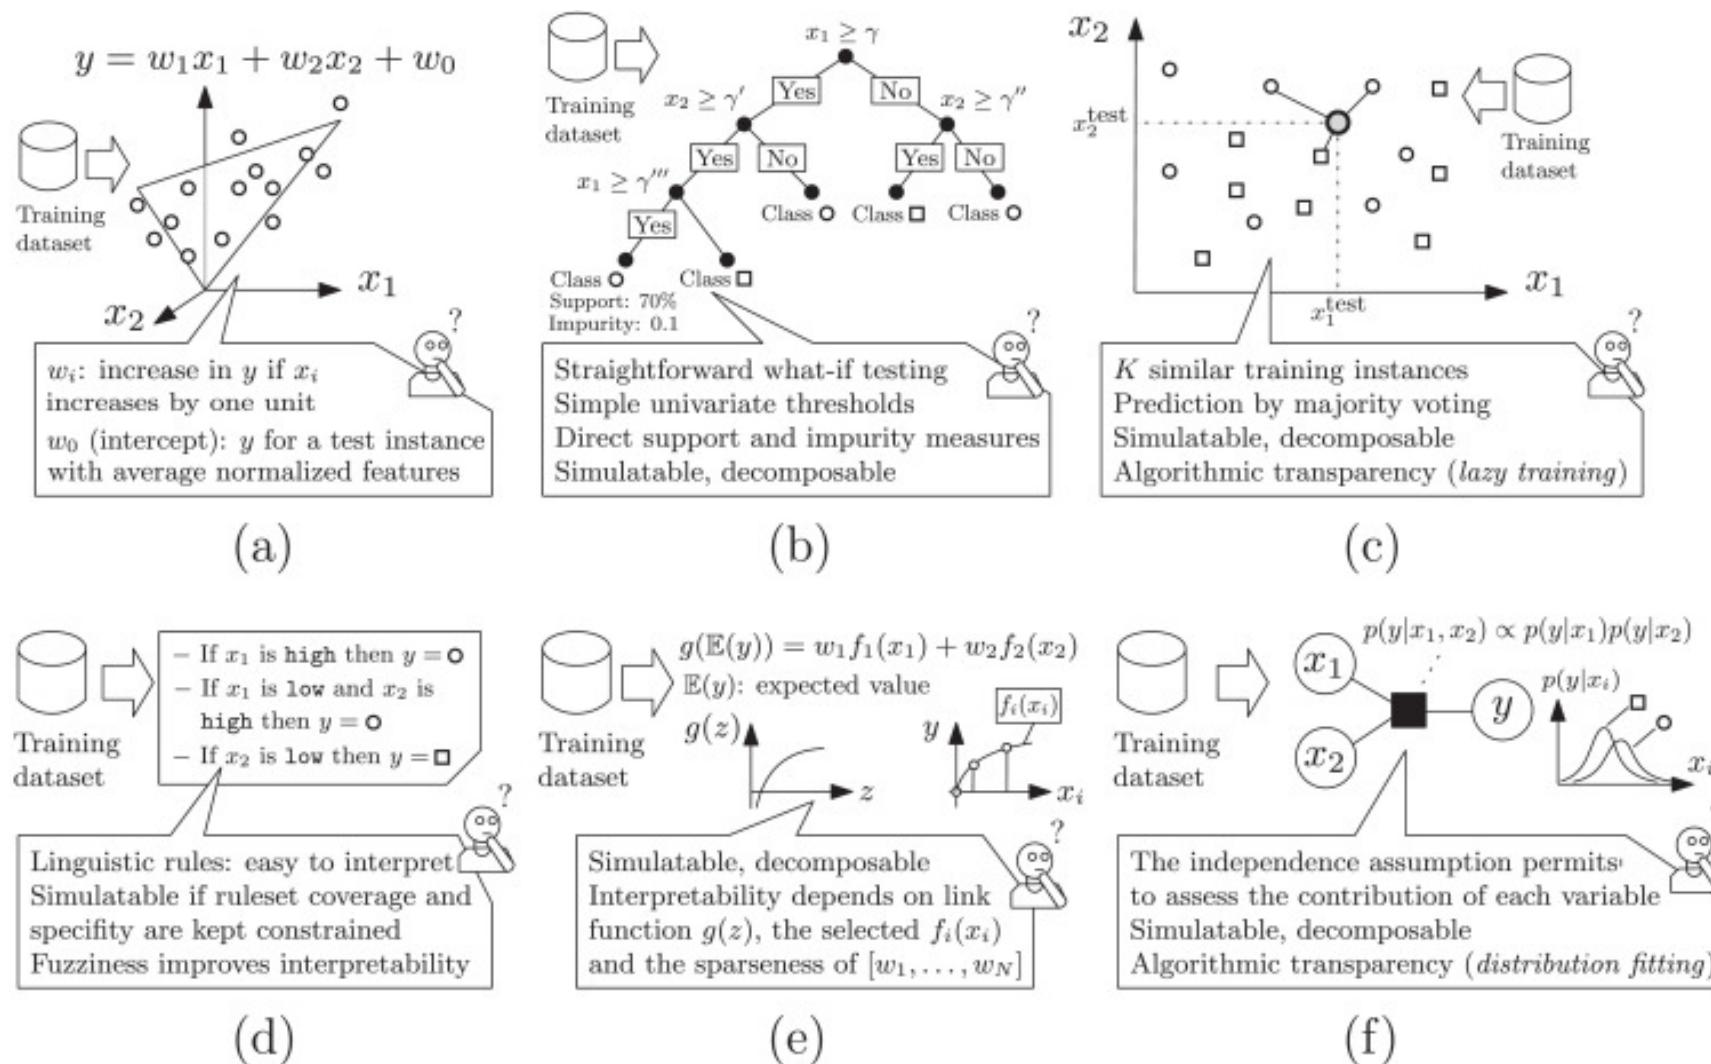 y = w₁x₁ + w₂x₂ + w₀
Training
dataset
x₁
x₂
?
wᵢ: increase in y if xᵢ
increases by one unit
w₀ (intercept): y for a test instance
with average normalized features
(a)
Training
dataset
x₁ ≥ γ
Yes
No
x₂ ≥ γ′
x₂ ≥ γ″
Yes
No
Yes
No
x₁ ≥ γ‴
Class
Class
Class
Yes
Class
Class
Support: 70%
Impurity: 0.1
?
Straightforward what-if testing
Simple univariate thresholds
Direct support and impurity measures
Simulatable, decomposable
(b)
x₂
x₂ᵗᵉˢᵗ
Training
dataset
x₁ᵗᵉˢᵗ
x₁
?
K similar training instances
Prediction by majority voting
Simulatable, decomposable
Algorithmic transparency (lazy training)
(c)
Training
dataset
– If x₁ is high then y =
– If x₁ is low and x₂ is
high then y =
– If x₂ is low then y =
?
Linguistic rules: easy to interpret
Simulatable if ruleset coverage and
specifity are kept constrained
Fuzziness improves interpretability
(d)
Training
dataset
g(𝔼(y)) = w₁f₁(x₁) + w₂f₂(x₂)
𝔼(y): expected value
g(z)
z
y
fᵢ(xᵢ)
xᵢ
?
Simulatable, decomposable
Interpretability depends on link
function g(z), the selected fᵢ(xᵢ)
and the sparseness of [w₁, . . . , w_N]
(e)
Training
dataset
p(y|x₁, x₂) ∝ p(y|x₁)p(y|x₂)
x₁
x₂
y
p(y|xᵢ)
xᵢ
The independence assumption permits
to assess the contribution of each variable
Simulatable, decomposable
Algorithmic transparency (distribution fitting)
(f)